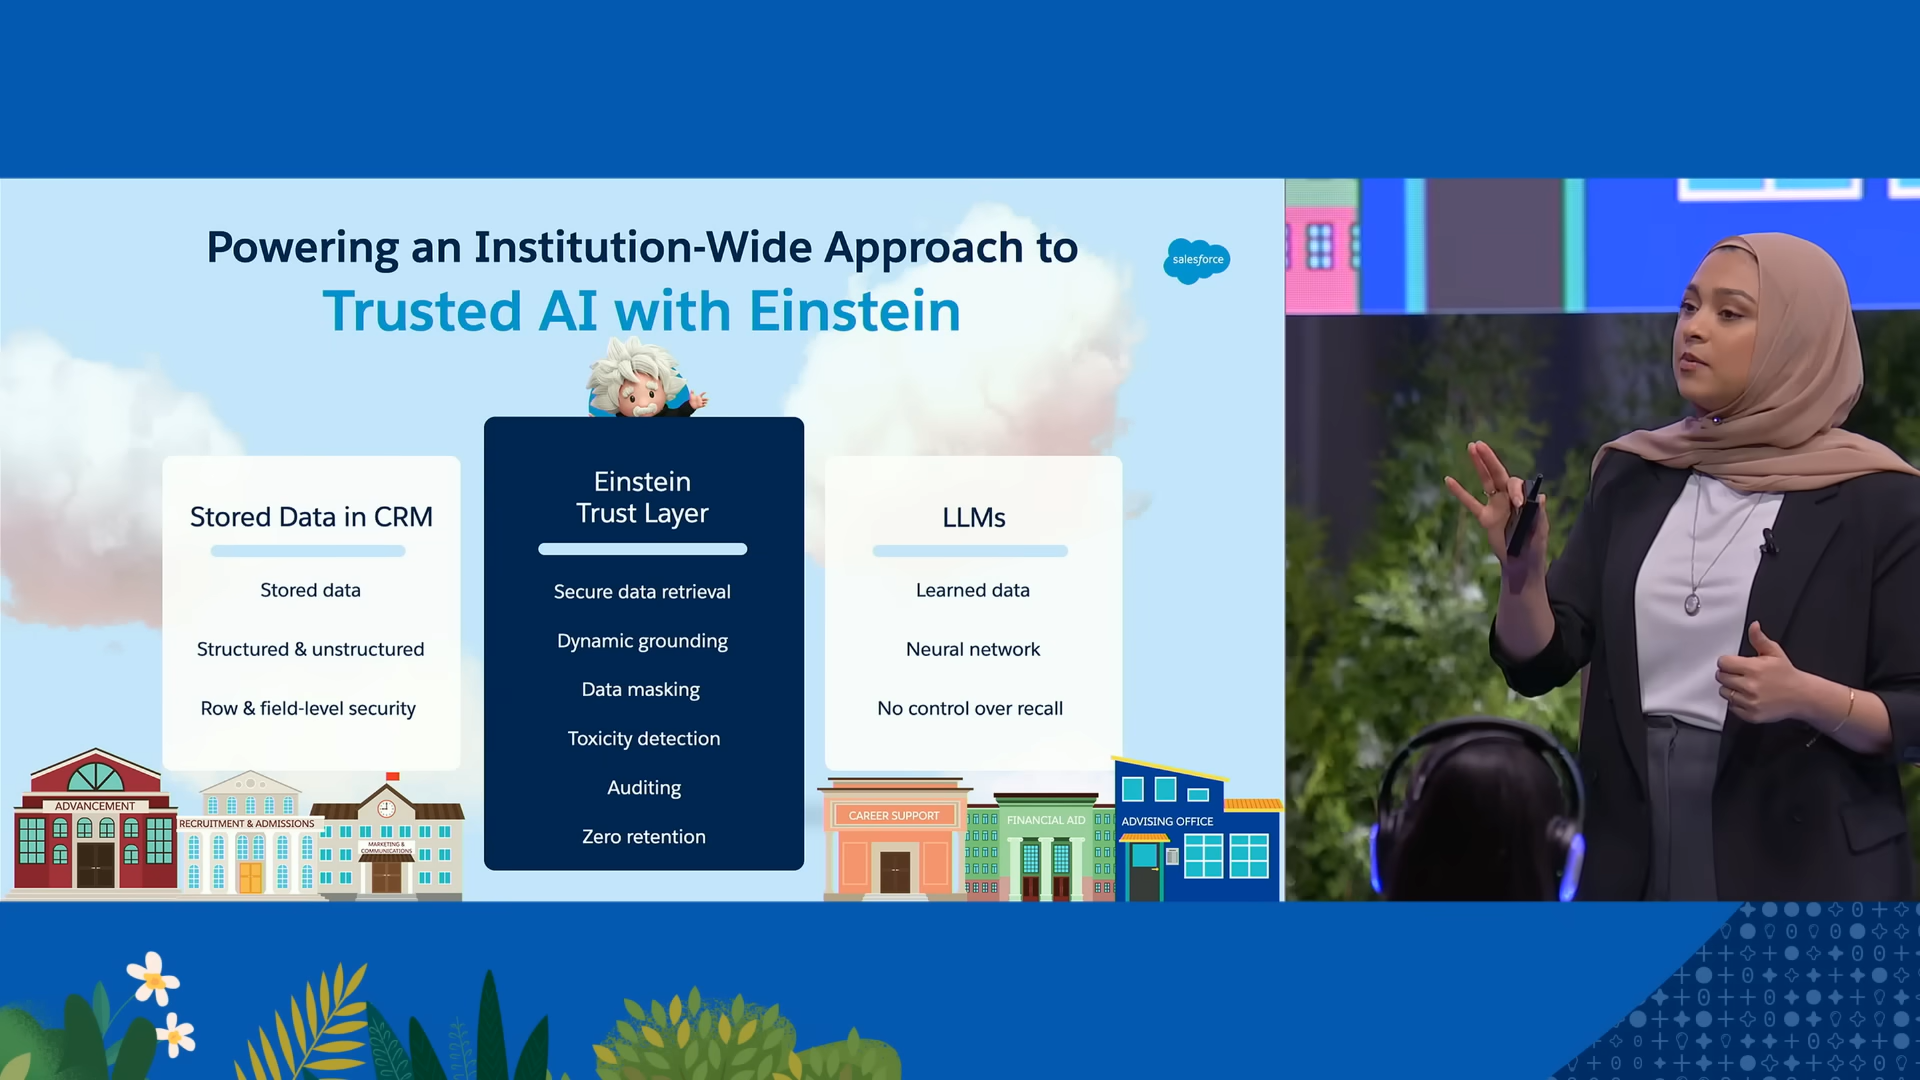 Powering an Institution-Wide Approach to
Trusted AI with Einstein
salesforce
Stored Data in CRM
Stored data
Structured & unstructured
Row & field-level security
Einstein
Trust Layer
Secure data retrieval
Dynamic grounding
Data masking
Toxicity detection
Auditing
Zero retention
LLMs
Learned data
Neural network
No control over recall
ADVANCEMENT
RECRUITMENT & ADMISSIONS
MARKETING &
COMMUNICATIONS
CAREER SUPPORT
FINANCIAL AID
ADVISING OFFICE